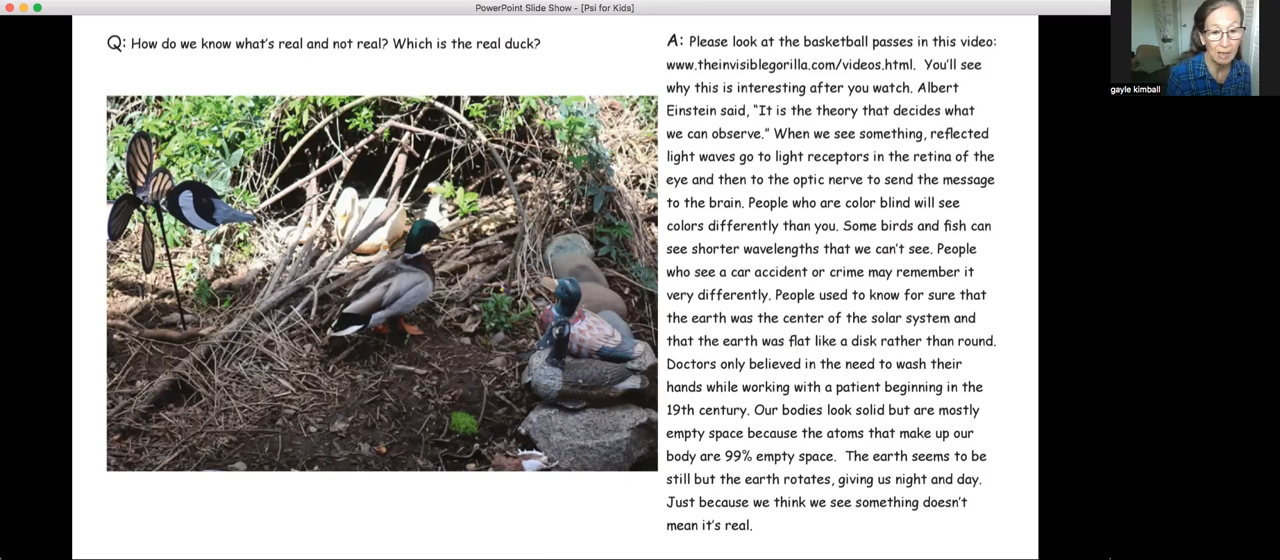 PowerPoint Slide Show - [Psi for Kids]
Q: How do we know what's real and not real? Which is the real duck?
A: Please look at the basketball passes in this video:
www.theinvisiblegorilla.com/videos.html.  You'll see
why this is interesting after you watch. Albert
Einstein said, "It is the theory that decides what
we can observe." When we see something, reflected
light waves go to light receptors in the retina of the
eye and then to the optic nerve to send the message
to the brain. People who are color blind will see
colors differently than you. Some birds and fish can
see shorter wavelengths that we can't see. People
who see a car accident or crime may remember it
very differently. People used to know for sure that
the earth was the center of the solar system and
that the earth was flat like a disk rather than round.
Doctors only believed in the need to wash their
hands while working with a patient beginning in the
19th century. Our bodies look solid but are mostly
empty space because the atoms that make up our
body are 99% empty space.  The earth seems to be
still but the earth rotates, giving us night and day.
Just because we think we see something doesn't
mean it's real.
gayle kimball